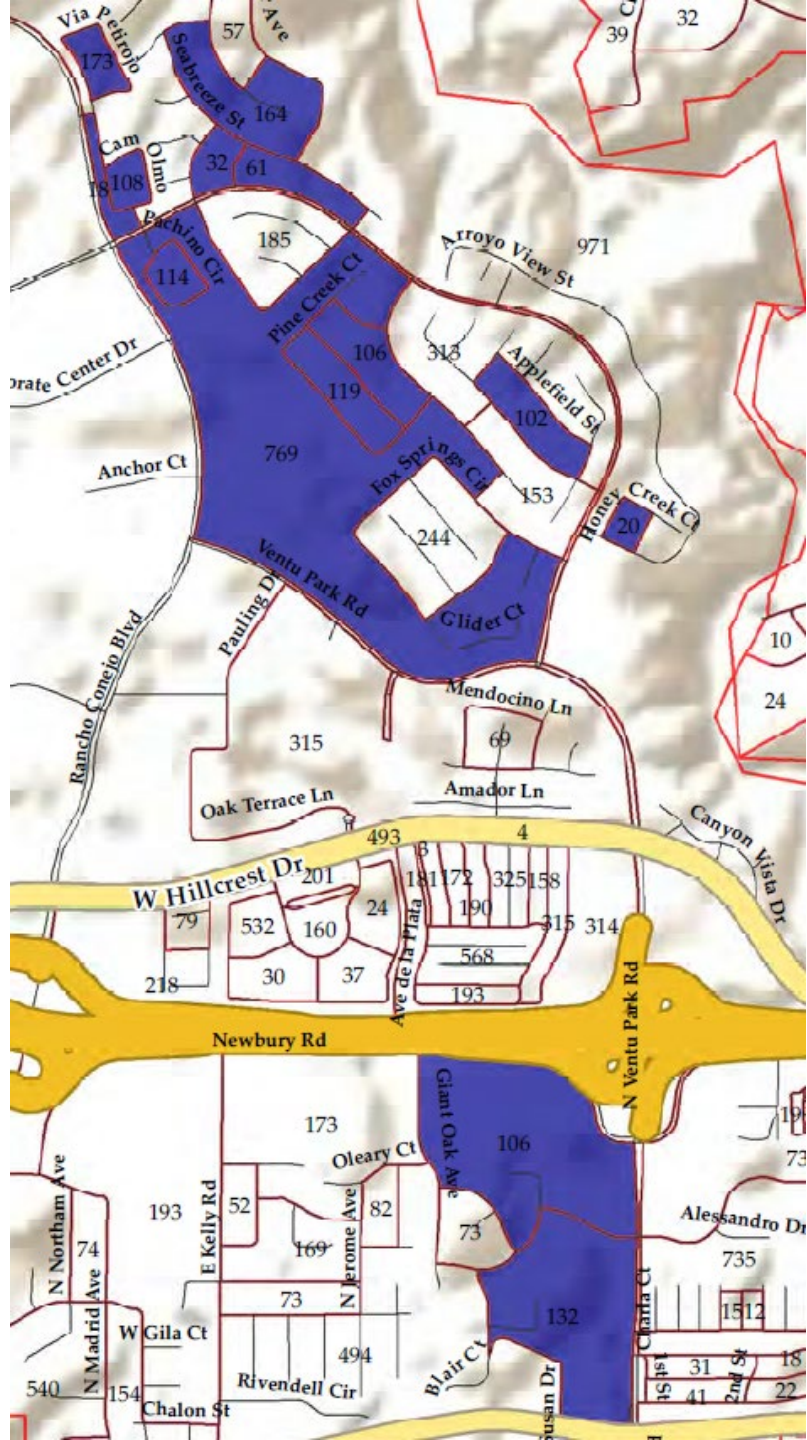 Via Petirojo
57
Ave
39
32
173
Seabreeze St
164
Cam Olmo
32
61
18
108
Pachino Cir
185
Arroyo View St
971
114
Pine Creek Ct
106
313
Applefield St
orate Center Dr
119
102
769
Anchor Ct
Fox Springs Cir
153
Honey Creek Ct
20
244
Ventu Park Rd
Glider Ct
Pauling Dr
10
Rancho Conejo Blvd
Mendocino Ln
24
315
69
Amador Ln
Oak Terrace Ln
493
4
Canyon Vista Dr
3
W Hillcrest Dr
201
181
172
325
158
24
190
79
532
160
315
314
568
30
37
218
193
Ave de la Plata
N Ventu Park Rd
Newbury Rd
173
Giant Oak Ave
106
73
Oleary Ct
N Northam Ave
193
E Kelly Rd
52
82
N Jerome Ave
73
Alessandro Dr
74
169
735
73
132
Charla Ct
15
12
W Gila Ct
N Madrid Ave
494
Blair Ct
31
18
1st St
2nd St
540
154
Rivendell Cir
41
22
Chalon St
Susan Dr